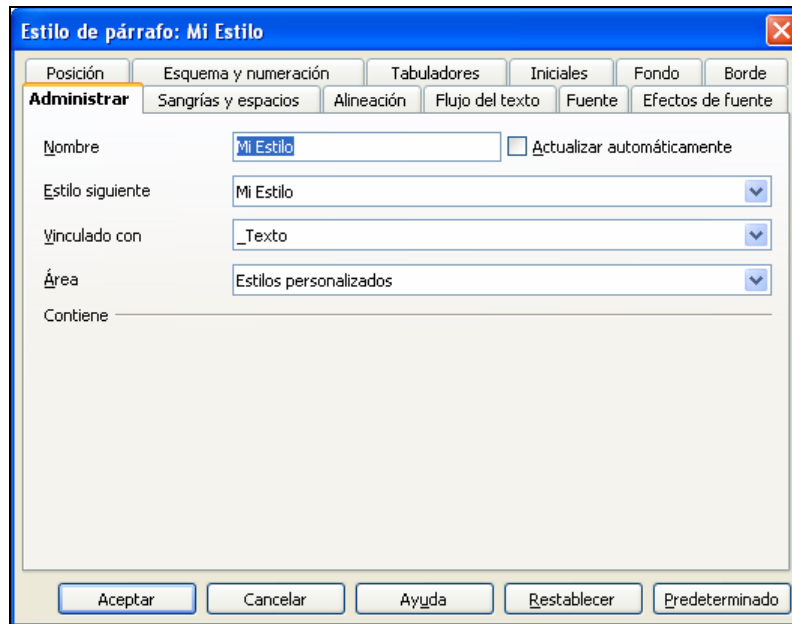 Estilo de párrafo: Mi Estilo
Posición Esquema y numeración Tabuladores Iniciales Fondo Borde
Administrar Sangrías y espacios Alineación Flujo del texto Fuente Efectos de fuente
Nombre Mi Estilo Actualizar automáticamente
Estilo siguiente Mi Estilo
Vinculado con _Texto
Área Estilos personalizados
Contiene
Aceptar Cancelar Ayuda Restablecer Predeterminado